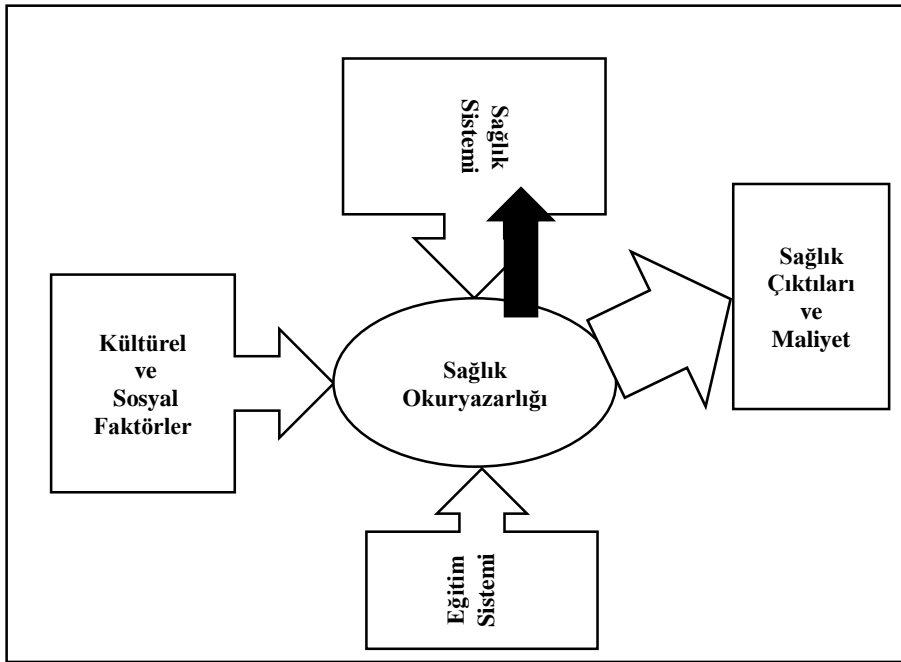 Sağlık
Sistemi
Sağlık
Çıktıları
ve
Maliyet
Kültürel
ve
Sosyal
Faktörler
Sağlık
Okuryazarlığı
Eğitim
Sistemi